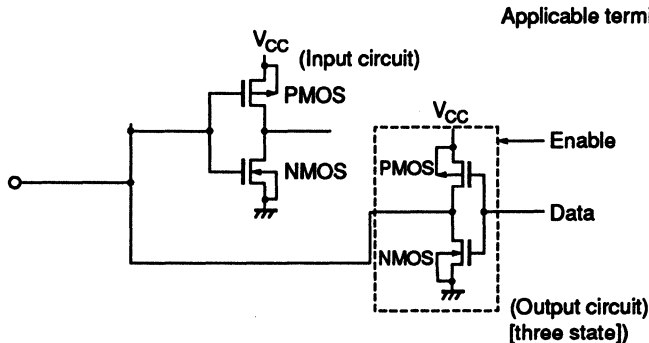 Applicable termi
VCC
(Input circuit)
PMOS
NMOS
VCC
Enable
PMOS
Data
NMOS
(Output circuit)
[three state])